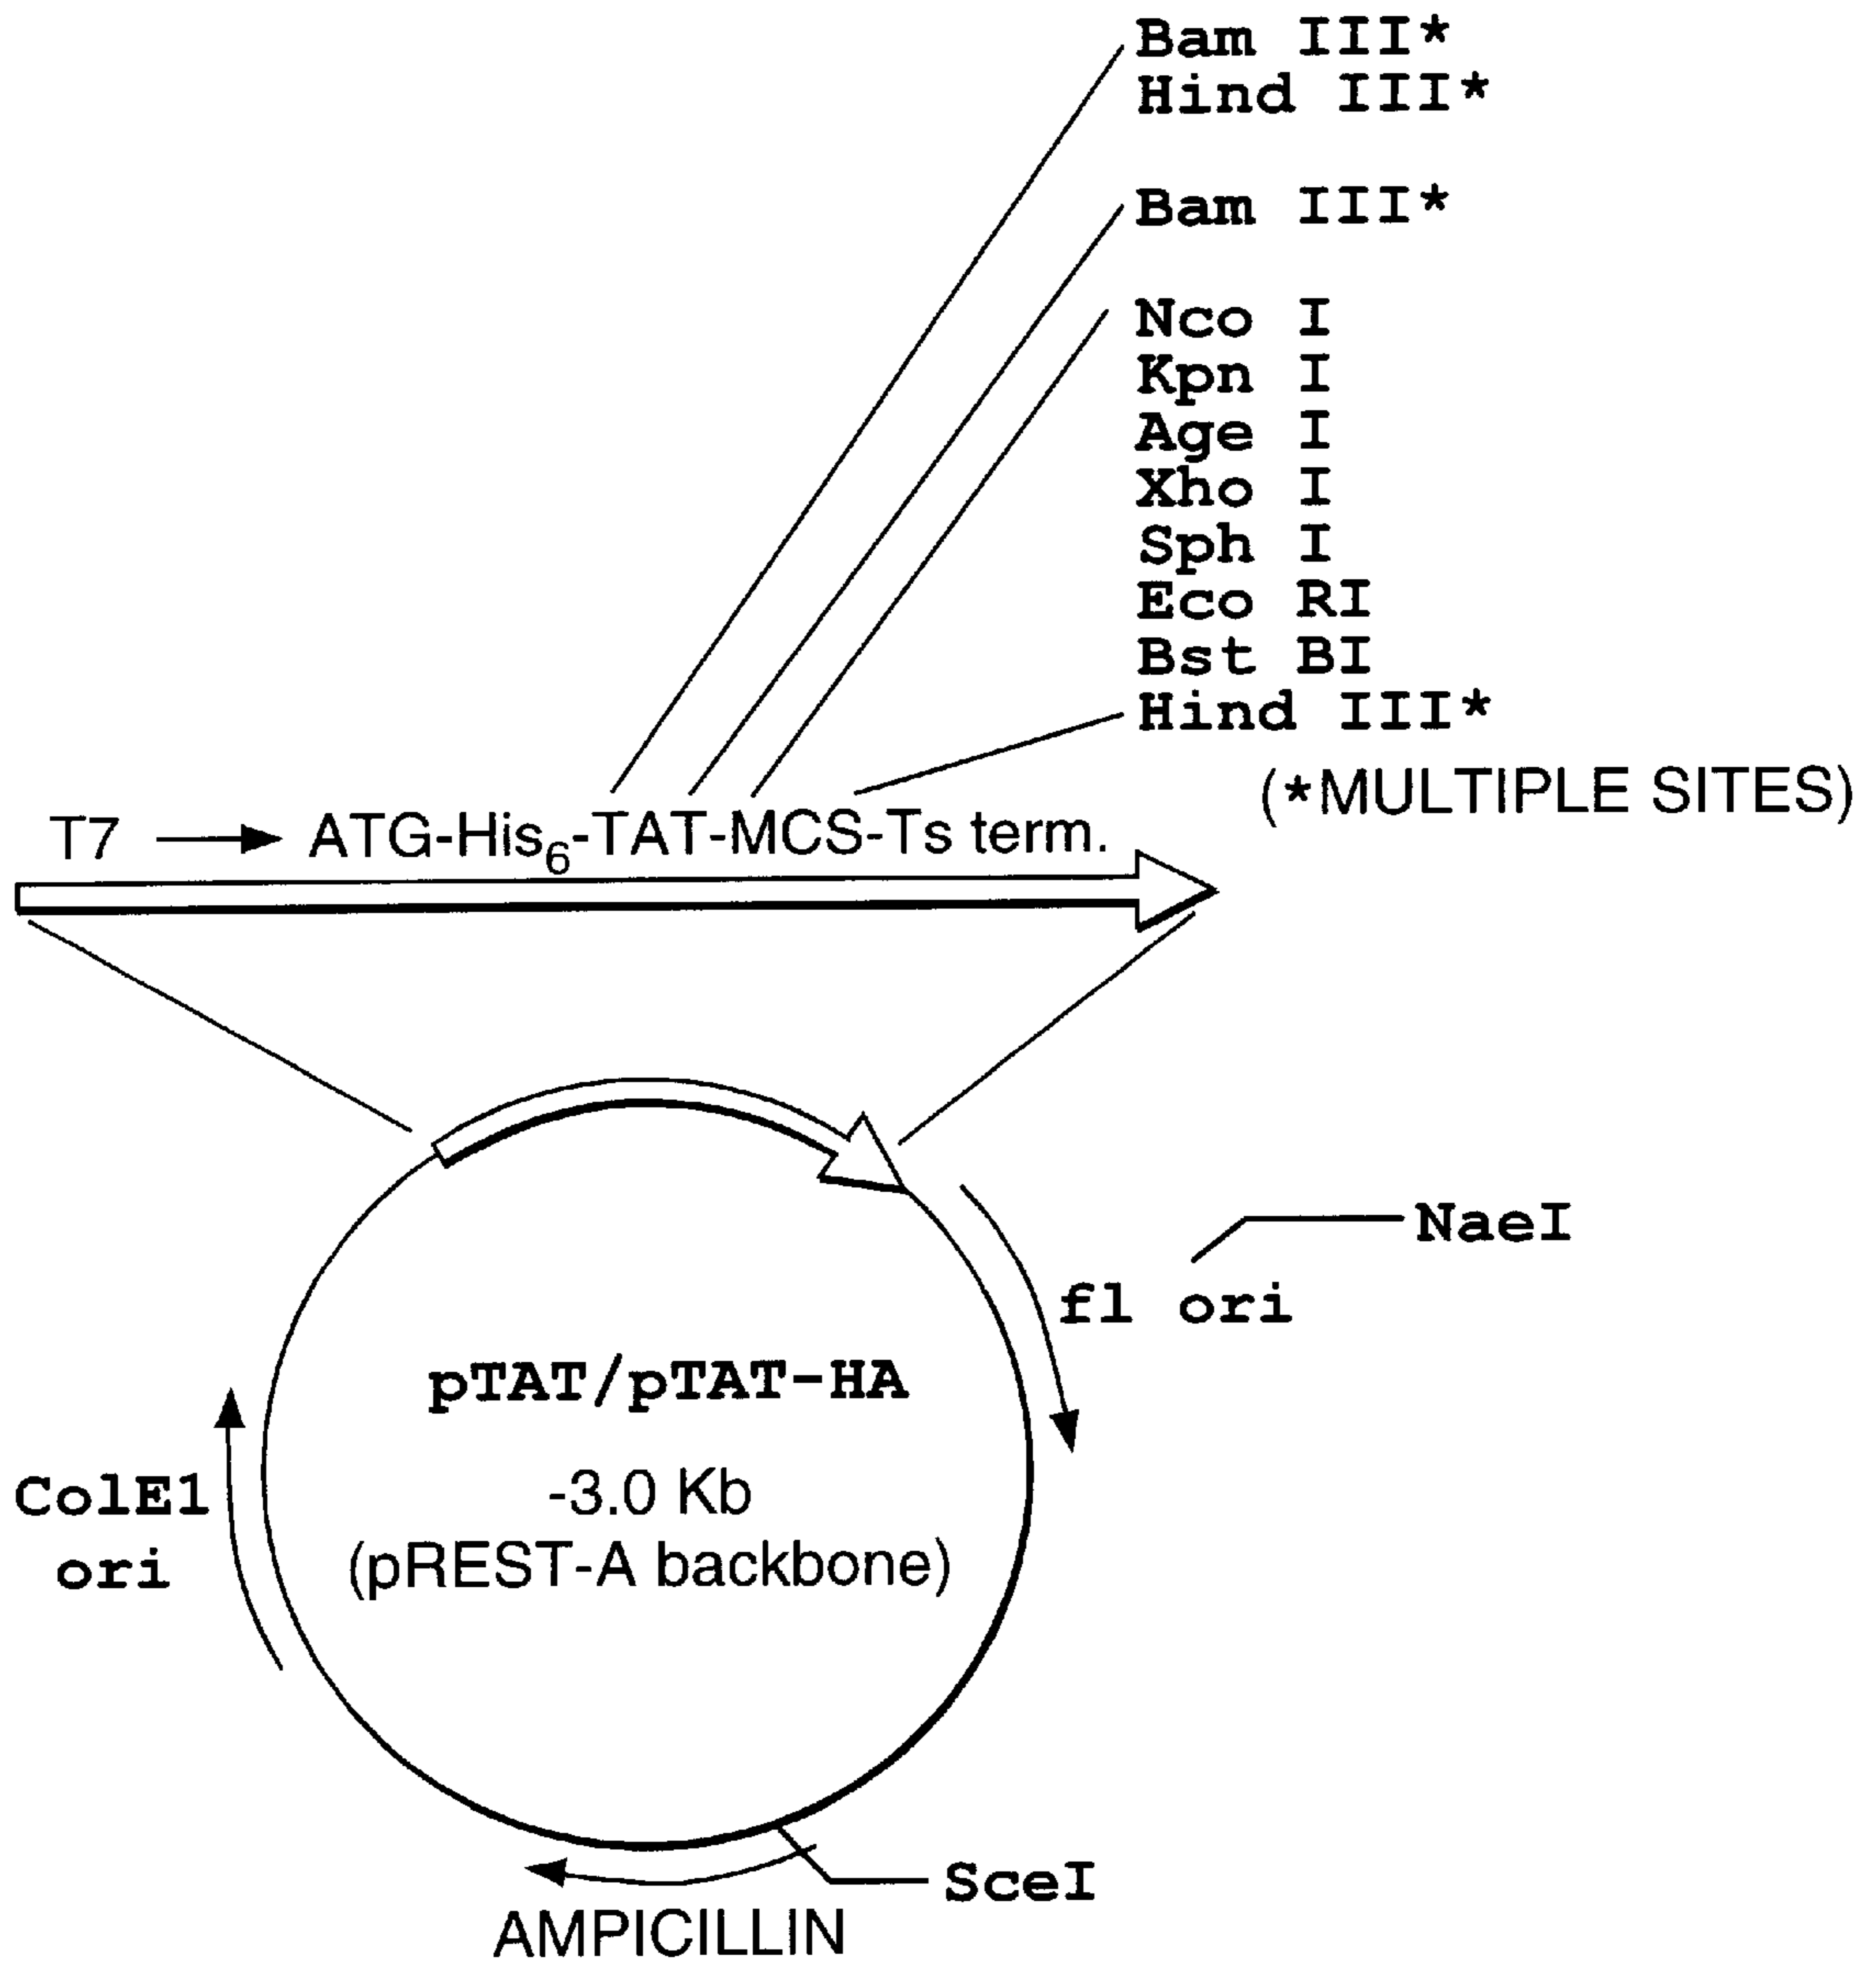 Bam III*
Hind III*
Bam III*
Nco I
Kpn I
Age I
Xho I
Sph I
Eco RI
Bst BI
Hind III*
(*MULTIPLE SITES)
T7 ATG-His6-TAT-MCS-Ts term.
NaeI
f1 ori
pTAT/pTAT-HA
-3.0 Kb
(pREST-A backbone)
ColE1
ori
SceI
AMPICILLIN